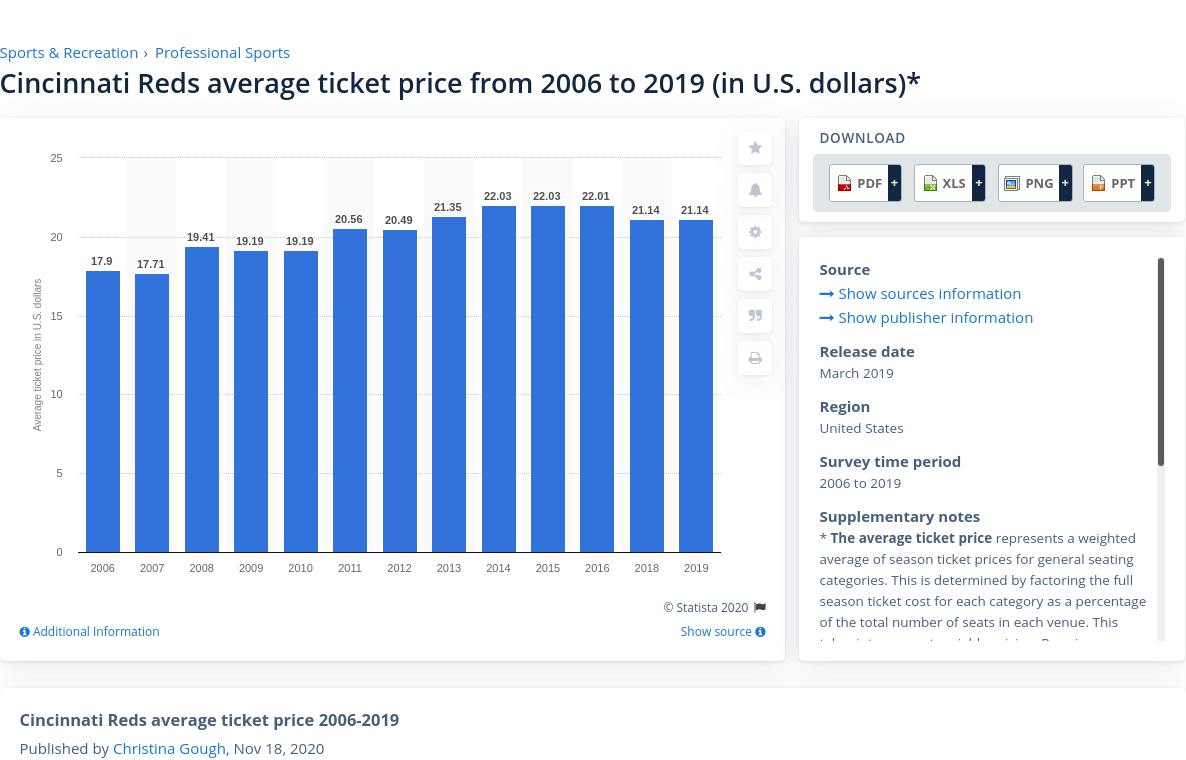 Sports & Recreation › Professional Sports
Cincinnati Reds average ticket price from 2006 to 2019 (in U.S. dollars)*
Average ticket price in U.S. dollars
25
20
15
10
5
0
17.9 17.71 19.41 19.19 19.19 20.56 20.49 21.35 22.03 22.03 22.01 21.14 21.14
2006 2007 2008 2009 2010 2011 2012 2013 2014 2015 2016 2018 2019
© Statista 2020
Additional Information
Show source
DOWNLOAD
PDF + XLS + PNG + PPT +
Source
Show sources information
Show publisher information
Release date
March 2019
Region
United States
Survey time period
2006 to 2019
Supplementary notes
* The average ticket price represents a weighted
average of season ticket prices for general seating
categories. This is determined by factoring the full
season ticket cost for each category as a percentage
of the total number of seats in each venue. This
Cincinnati Reds average ticket price 2006-2019
Published by Christina Gough, Nov 18, 2020